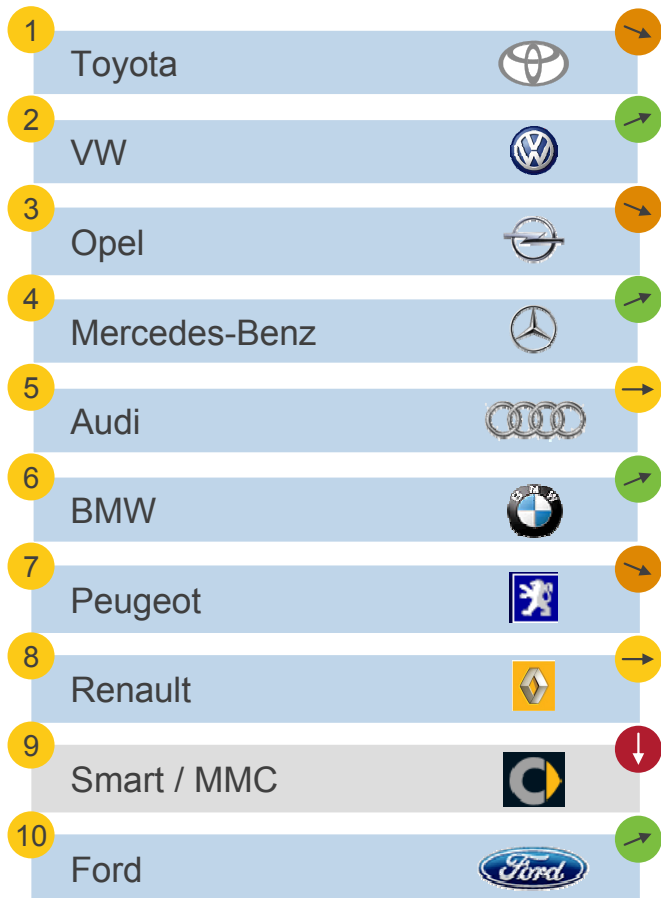 1
Toyota
2
VW
3
Opel
4
Mercedes-Benz
5
Audi
6
BMW
7
Peugeot
8
Renault
9
Smart / MMC
10
Ford Ford